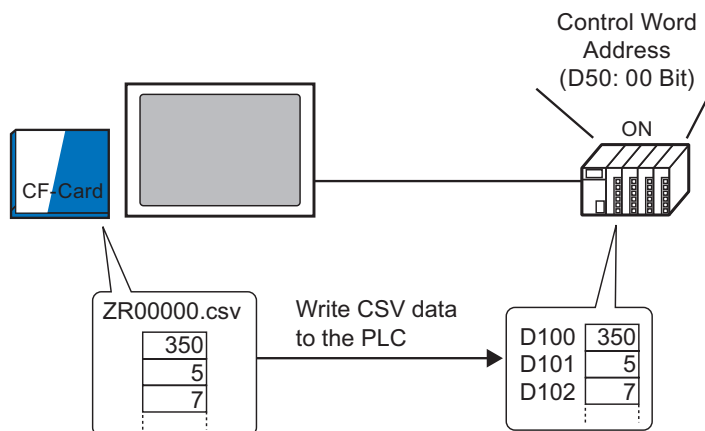 Control Word
Address
(D50: 00 Bit)
ON
CF-Card
ZR00000.csv
350
5
7
Write CSV data
to the PLC
D100 350
D101 5
D102 7